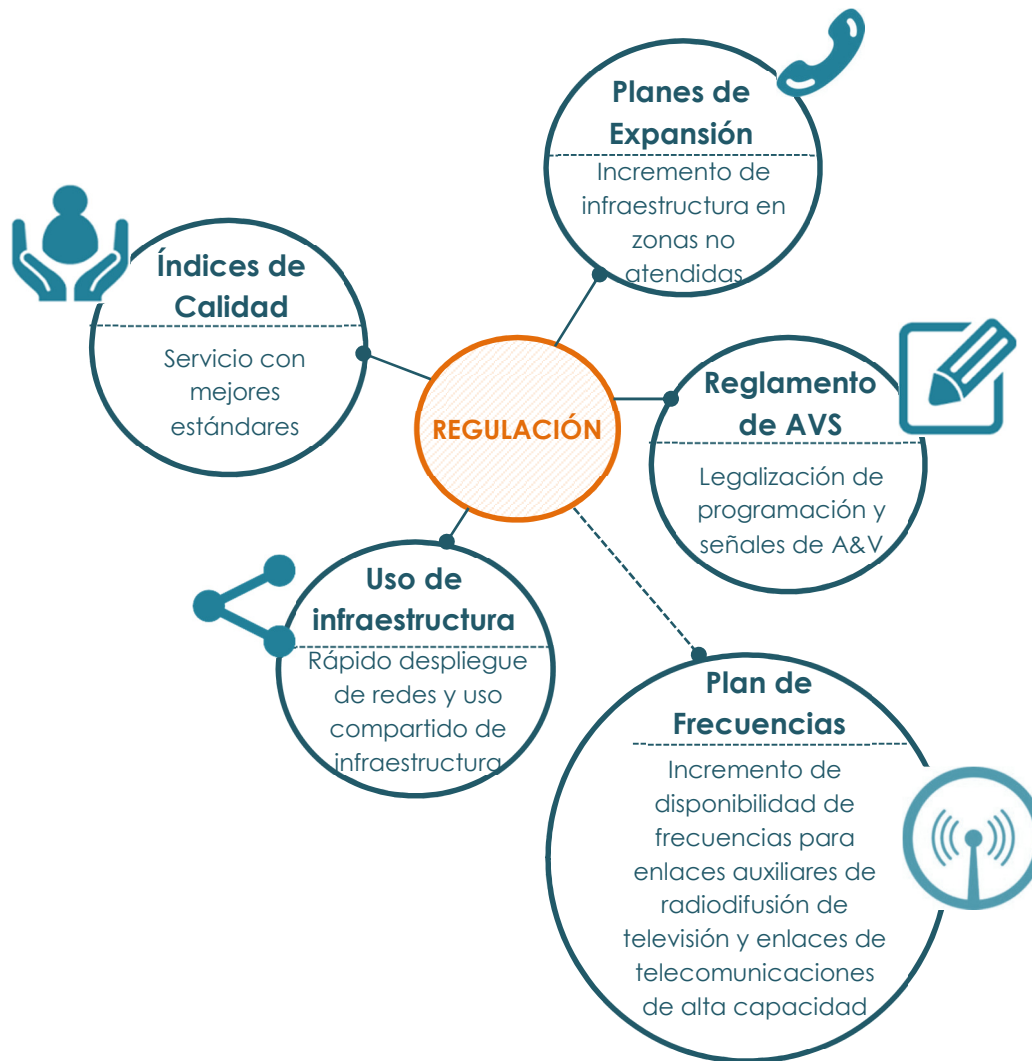 Planes de
Expansión
Incremento de
infraestructura en
zonas no
atendidas
Índices de
Calidad
Servicio con
mejores
estándares
REGULACIÓN
Reglamento
de AVS
Legalización de
programación y
señales de A&V
Uso de
infraestructura
Rápido despliegue
de redes y uso
compartido de
infraestructura
Plan de
Frecuencias
Incremento de
disponibilidad de
frecuencias para
enlaces auxiliares de
radiodifusión de
televisión y enlaces de
telecomunicaciones
de alta capacidad